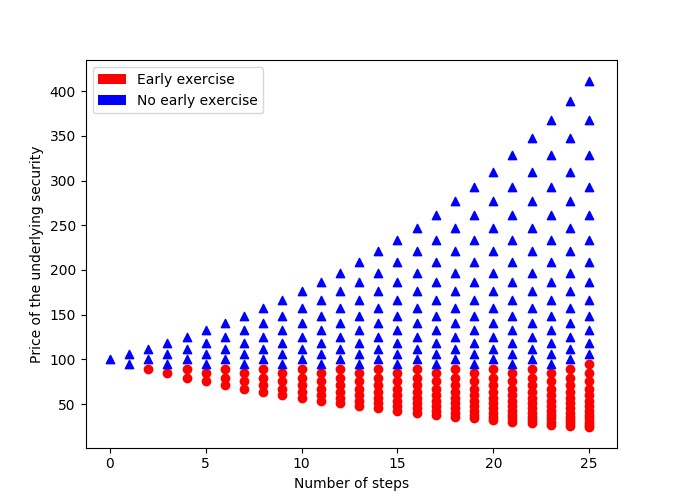 Early exercise
No early exercise
400
350
300
250
200
150
100
50
Price of the underlying security
0 5 10 15 20 25
Number of steps